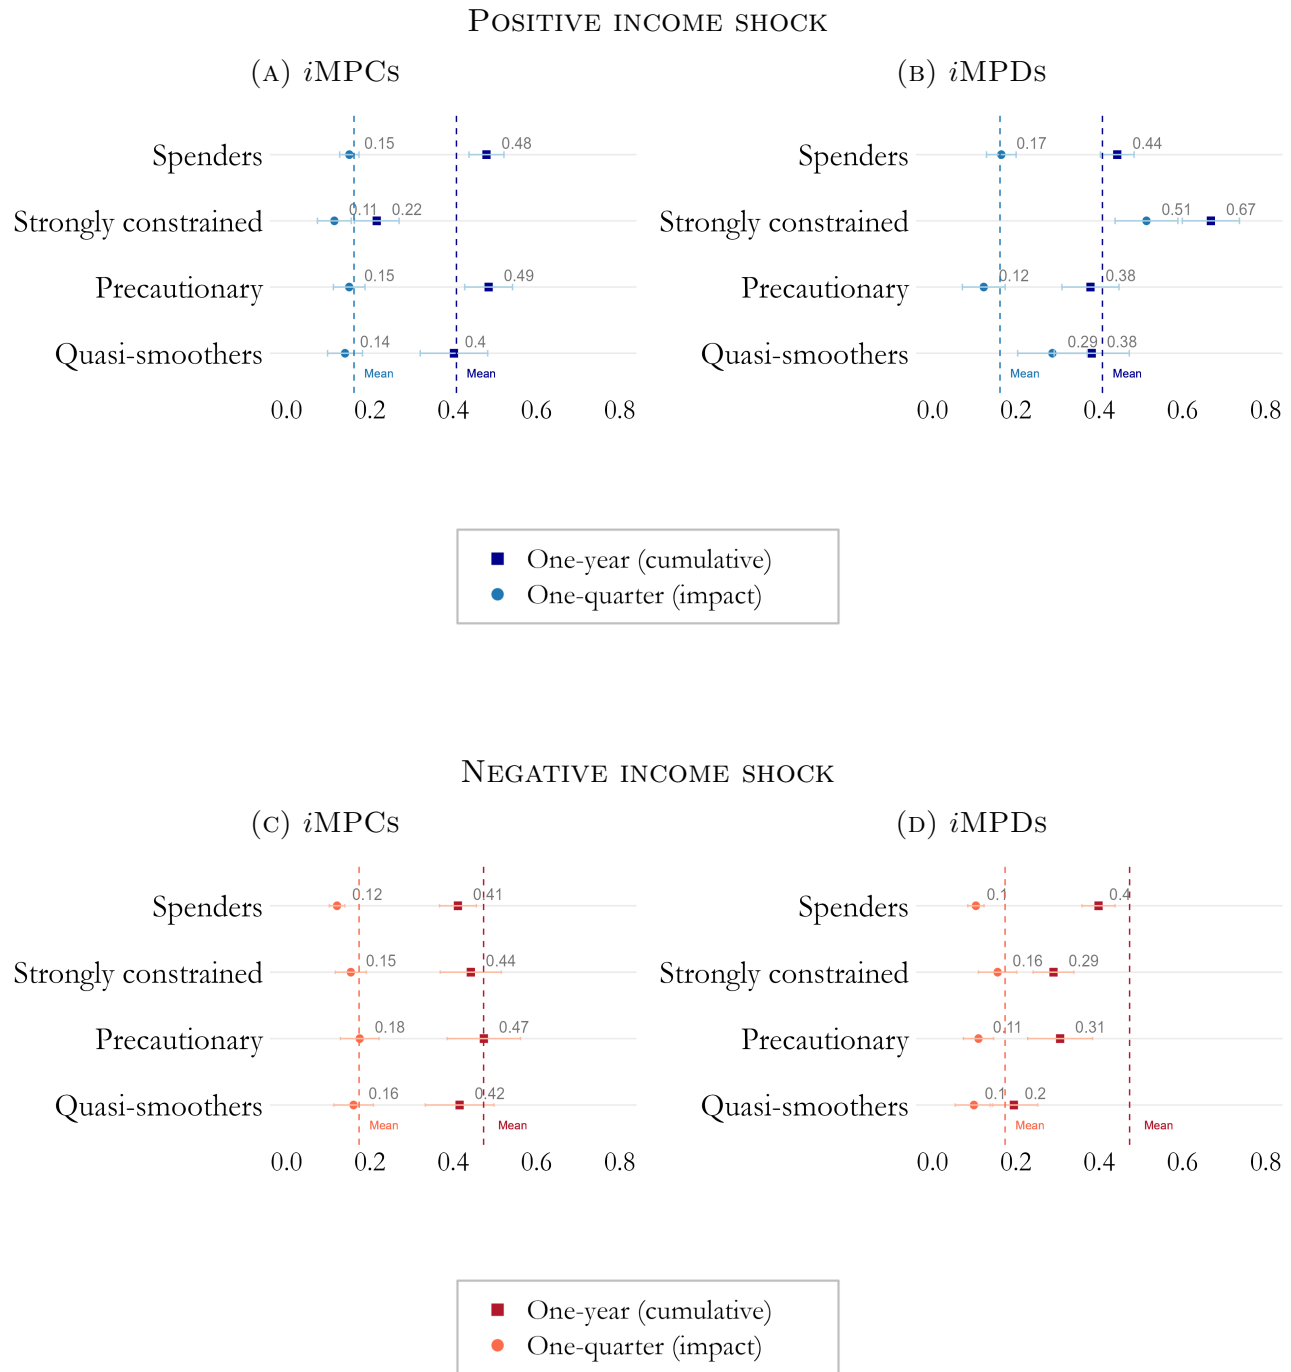 POSITIVE INCOME SHOCK
(A) iMPCs
0.15 0.48
Spenders
0.11 0.22
Strongly constrained
0.15 0.49
Precautionary
0.14 0.4
Quasi-smoothers
Mean Mean
0.0 0.2 0.4 0.6 0.8
(B) iMPDs
0.17 0.44
Spenders
0.51 0.67
Strongly constrained
0.12 0.38
Precautionary
0.29 0.38
Quasi-smoothers
Mean Mean
0.0 0.2 0.4 0.6 0.8
One-year (cumulative)
One-quarter (impact)
NEGATIVE INCOME SHOCK
(C) iMPCs
0.12 0.41
Spenders
0.15 0.44
Strongly constrained
0.18 0.47
Precautionary
0.16 0.42
Quasi-smoothers
Mean Mean
0.0 0.2 0.4 0.6 0.8
(D) iMPDs
0.1 0.4
Spenders
0.16 0.29
Strongly constrained
0.11 0.31
Precautionary
0.1 0.2
Quasi-smoothers
Mean Mean
0.0 0.2 0.4 0.6 0.8
One-year (cumulative)
One-quarter (impact)